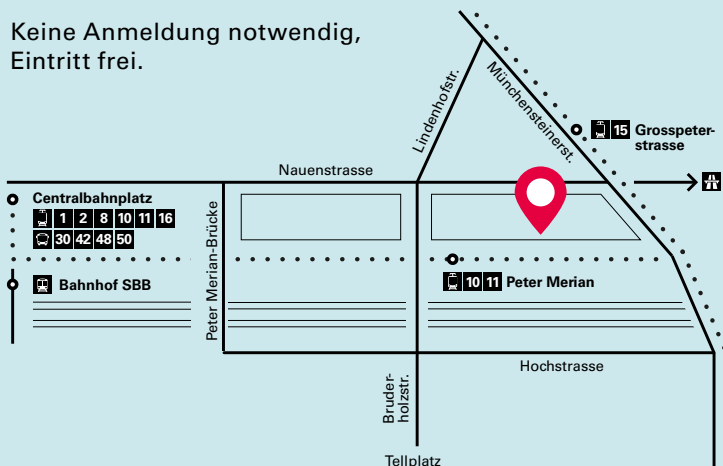 Keine Anmeldung notwendig,
Eintritt frei.
Lindenhofstr.
Münchensteinerst.
15 Grosspeter-
strasse
Nauenstrasse
Centralbahnplatz
1 2 8 10 11 16
30 42 48 50
Peter Merian-Brücke
Bahnhof SBB
10 11 Peter Merian
Hochstrasse
Bruder-
holzstr.
Tellplatz